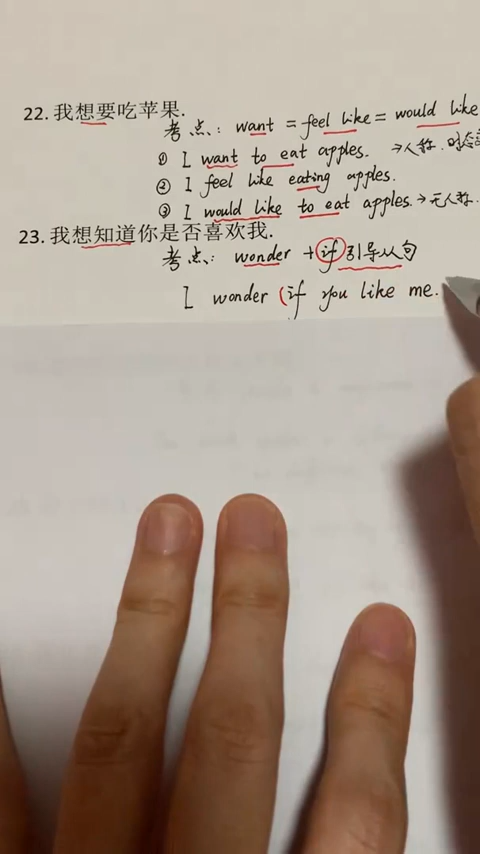 22. 我想要吃苹果.
考点: want = feel like = would like
① I want to eat apples. →人称.时态
② I feel like eating apples.
③ I would like to eat apples. →无人称.
23. 我想知道你是否喜欢我.
考点: wonder + if引导从句
I wonder (if you like me.